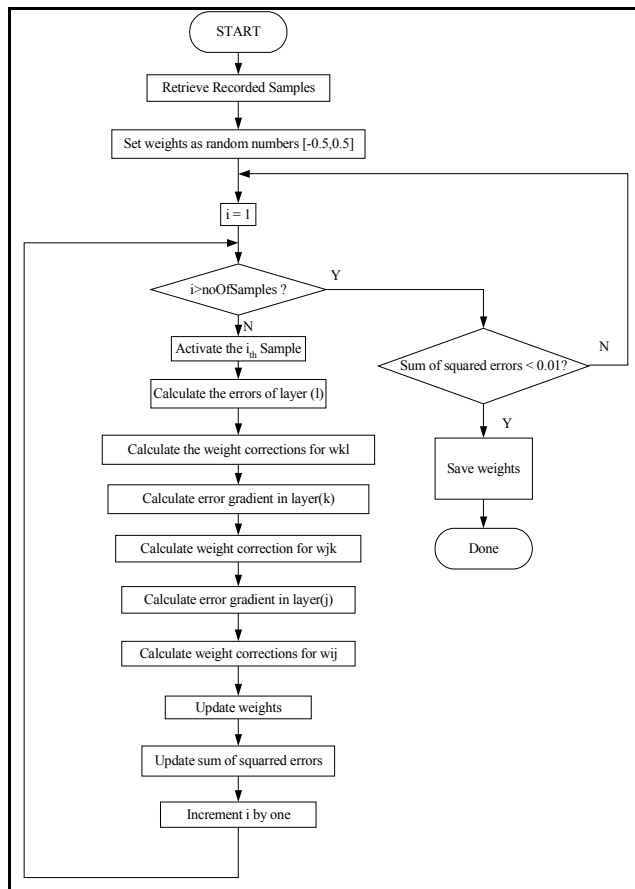 START
Retrieve Recorded Samples
Set weights as random numbers [-0.5,0.5]
i = 1
i>noOfSamples ?
Y
N
Activate the i_th Sample
Sum of squared errors < 0.01?
N
Calculate the errors of layer (l)
Y
Calculate the weight corrections for wkl
Save weights
Calculate error gradient in layer(k)
Calculate weight correction for wjk
Done
Calculate error gradient in layer(j)
Calculate weight corrections for wij
Update weights
Update sum of squarred errors
Increment i by one